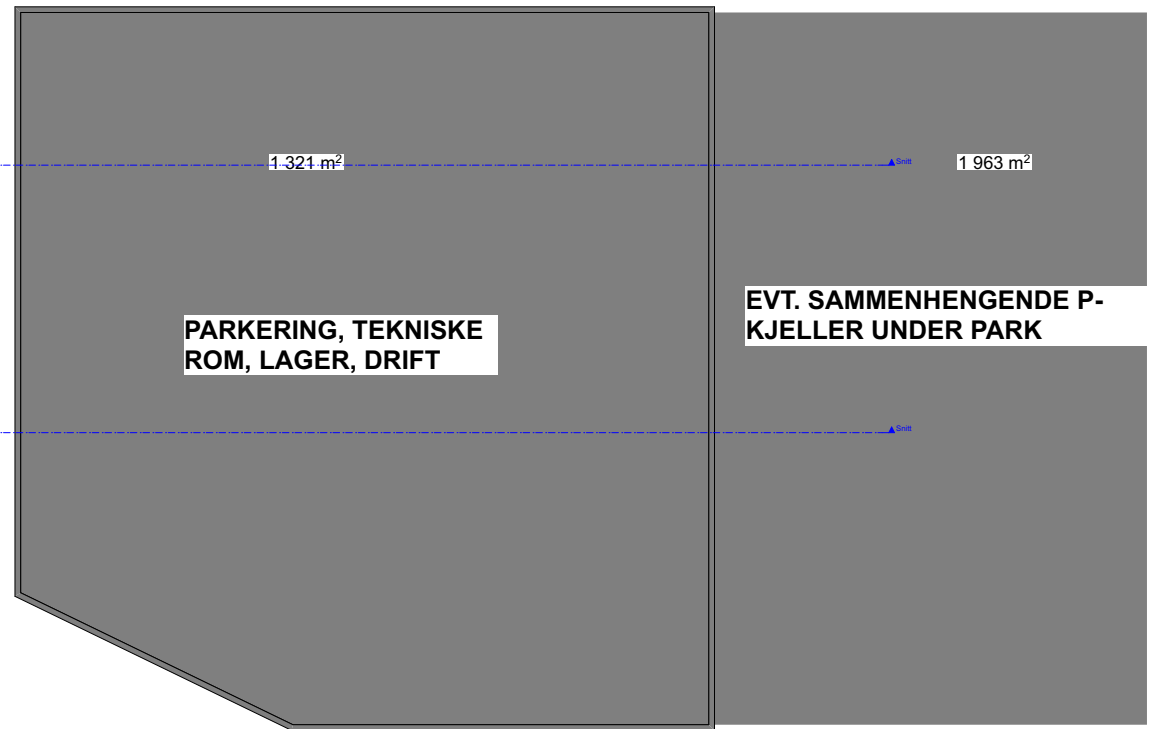 1 321 m²
Snitt
1 963 m²
EVT. SAMMENHENGENDE P-
KJELLER UNDER PARK
PARKERING, TEKNISKE
ROM, LAGER, DRIFT
Snitt